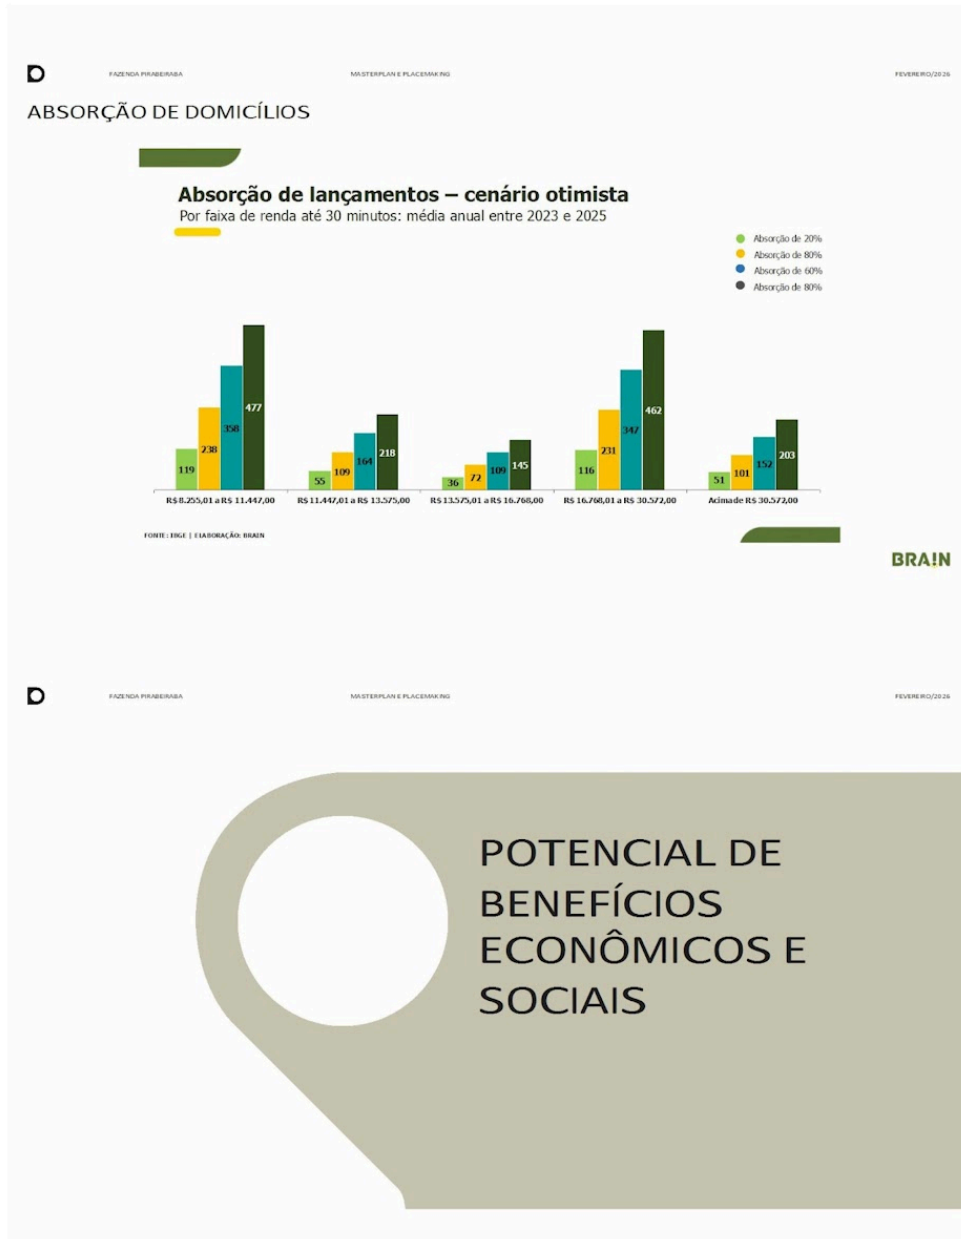 FAZENDA PIRABEIRABA
MASTERPLAN E PLACEMAKING
FEVEREIRO/2026
ABSORÇÃO DE DOMICÍLIOS
Absorção de lançamentos – cenário otimista
Por faixa de renda até 30 minutos: média anual entre 2023 e 2025
Absorção de 20%
Absorção de 80%
Absorção de 60%
Absorção de 80%
119 238 358 477
55 109 164 218
36 72 109 145
116 231 347 462
51 101 152 203
R$ 8.255,01 a R$ 11.447,00
R$ 11.447,01 a R$ 13.575,00
R$ 13.575,01 a R$ 16.768,00
R$ 16.768,01 a R$ 30.572,00
Acima de R$ 30.572,00
FONTE: IBGE | ELABORAÇÃO: BRAIN
BRA!N
FAZENDA PIRABEIRABA
MASTERPLAN E PLACEMAKING
FEVEREIRO/2026
POTENCIAL DE
BENEFÍCIOS
ECONÔMICOS E
SOCIAIS